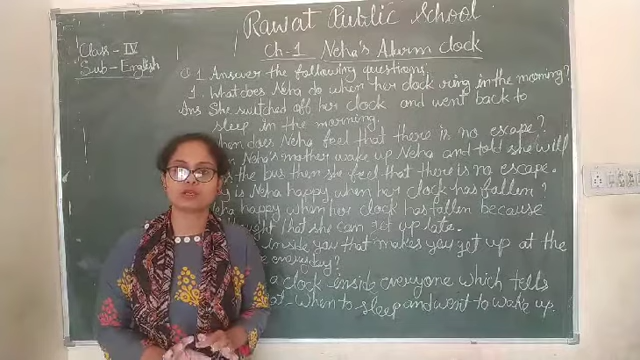 Rawat Public School
Class - IV
Sub - English
Ch-1 Neha's Alarm clock
Q1 Answer the following questions:
1. What does Neha do when her clock ring in the morning?
Ans She switched off her clock and went back to
sleep in the morning
hen does Neha feel that there is no escape?
Neha's mother wake up Neha and told she will
the bus then she feel that there is no escape.
y is Neha happy when her clock has fallen?
ha happy when her clock has fallen because
that she can get up late.
inside you that makes you get up at the
everyday?
a clock inside everyone which tells
when to sleep and went to wake up.